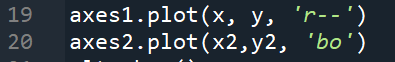 19 axes1.plot(x, y, 'r--')
20 axes2.plot(x2,y2, 'bo')